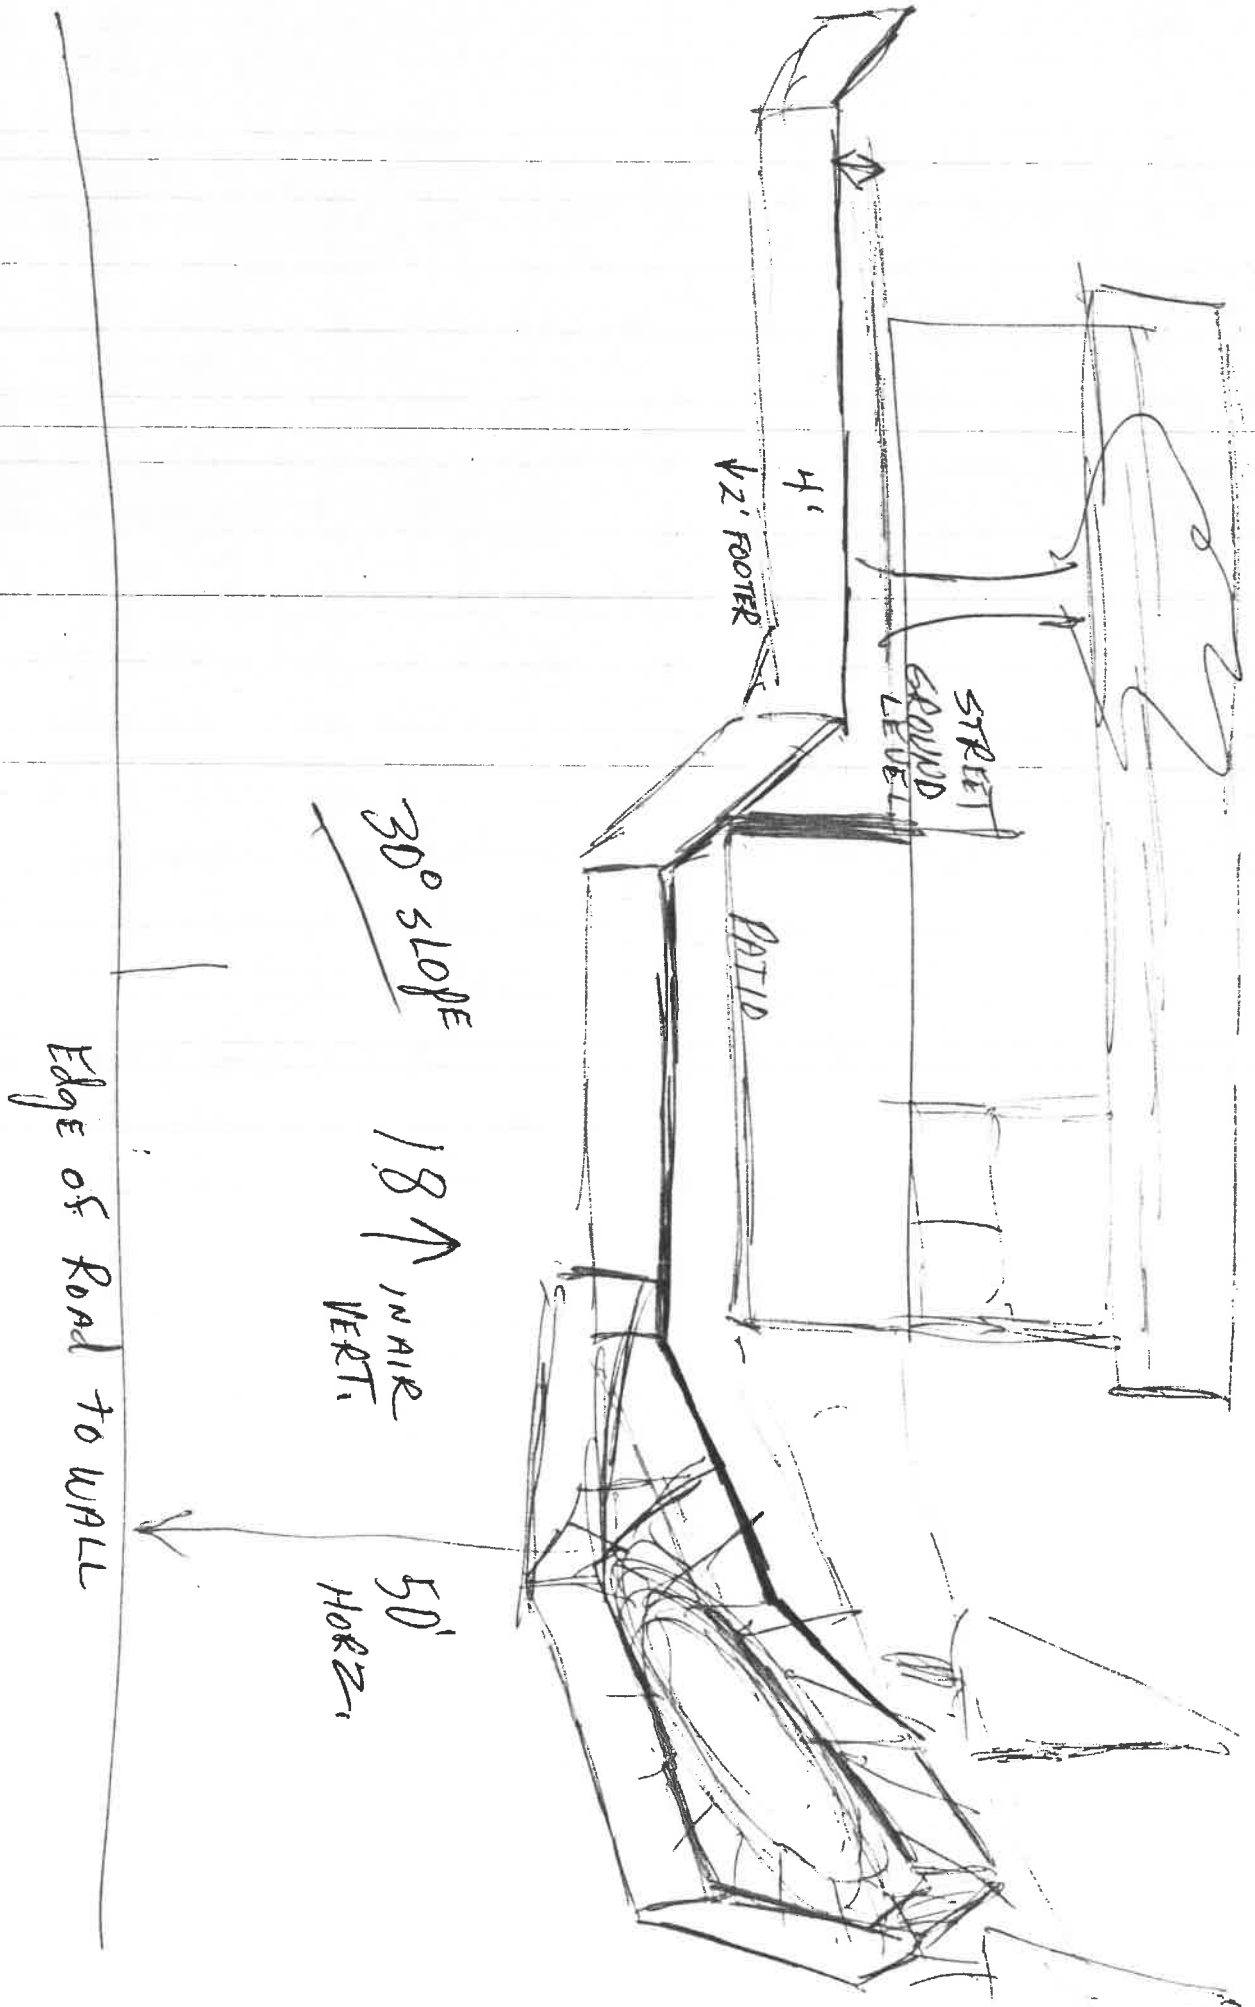 STREET
GROUND
LEVEL
4'
↓2' FOOTER
PATIO
30° SLOPE
18 ↑ IN AIR
VERT.
50'
HORZ.
Edge of Road to WALL